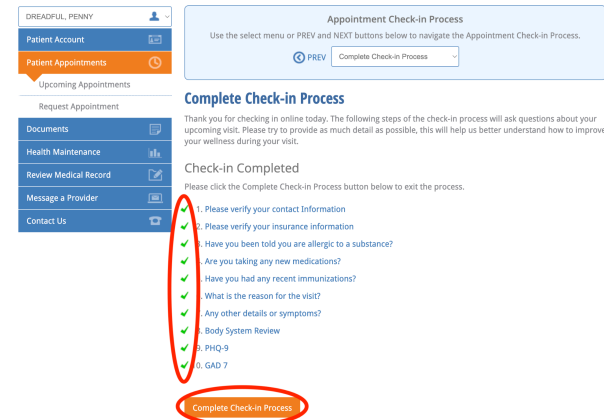 DREADFUL, PENNY
Patient Account
Patient Appointments
Upcoming Appointments
Request Appointment
Documents
Health Maintenance
Review Medical Record
Message a Provider
Contact Us
Appointment Check-in Process
Use the select menu or PREV and NEXT buttons below to navigate the Appointment Check-in Process.
PREV Complete Check-in Process
Complete Check-in Process
Thank you for checking in online today. The following steps of the check-in process will ask questions about your
upcoming visit. Please try to provide as much detail as possible, this will help us better understand how to improve
your wellness during your visit.
Check-in Completed
Please click the Complete Check-in Process button below to exit the process.
1. Please verify your contact Information
2. Please verify your insurance information
. Have you been told you are allergic to a substance?
. Are you taking any new medications?
. Have you had any recent immunizations?
. What is the reason for the visit?
. Any other details or symptoms?
. Body System Review
9. PHQ-9
0. GAD 7
Complete Check-in Process